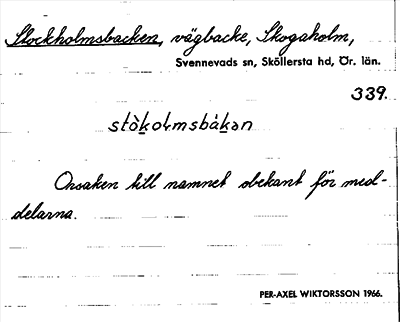 Stockholmsbacken, vägbacke, Skogaholm,
Svennevads sn, Sköllersta hd, Ör. län.
339.
stòkolmsbàkan
Orsaken till namnet obekant för med-
delarna.
PER-AXEL WIKTORSSON 1966.